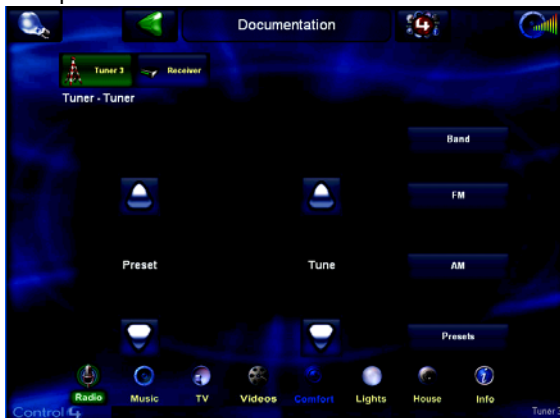 Documentation
4
Tuner 3 Receiver
Tuner - Tuner
Band
FM
Preset Tune AM
Presets
Radio Music TV Videos Comfort Lights House Info
Control4 Tuner